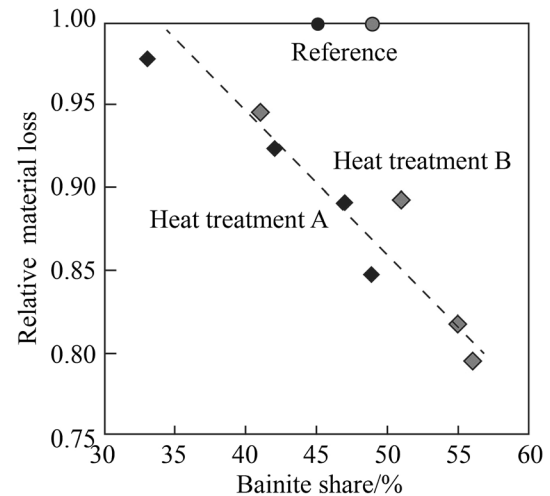 1.00
Reference
0.95
Heat treatment B
0.90
Heat treatment A
0.85
0.80
0.75
Relative material loss
30 35 40 45 50 55 60
Bainite share/%